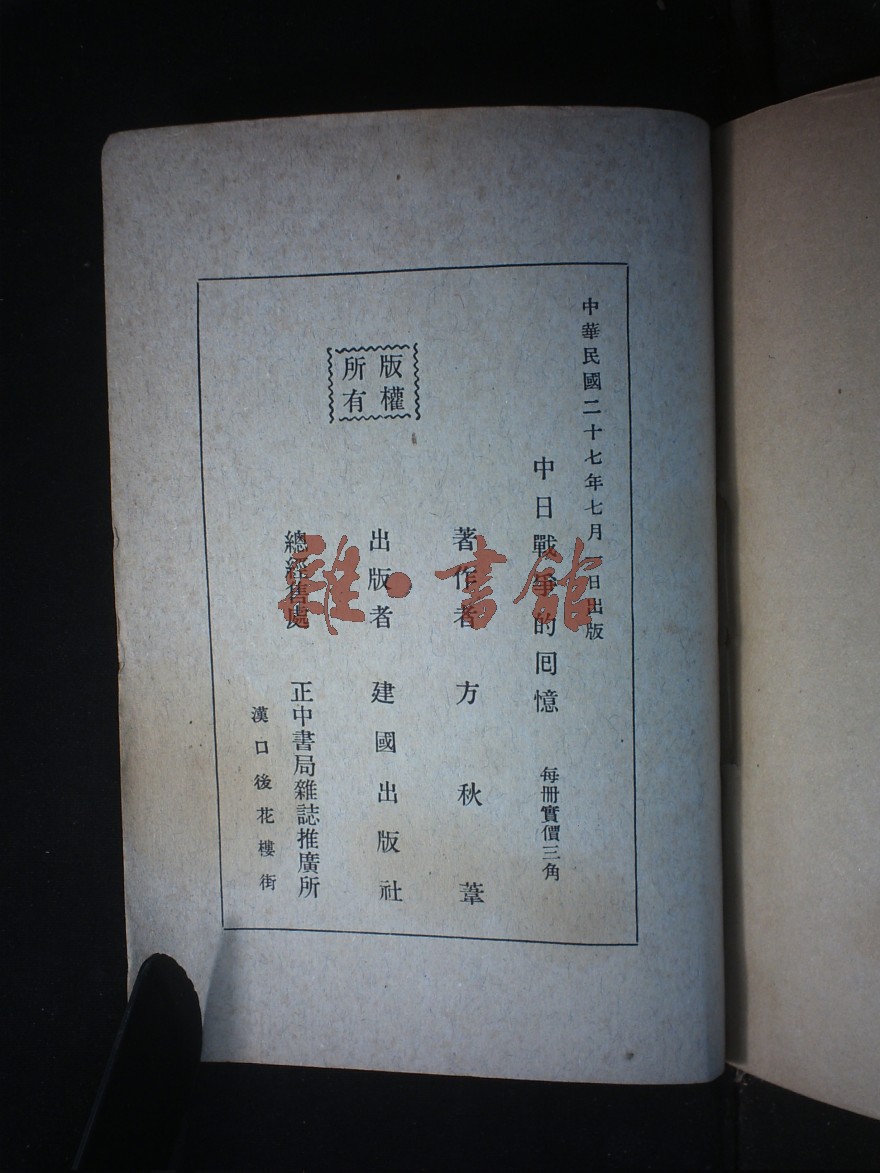 中華民國二十七年七月一日出版
中日戰爭的囘憶　每冊實價三角
著作者　方秋葦
出版者　建國出版社
總經售處　正中書局雜誌推廣所
漢口後花樓街
版權
所有
雜·書館